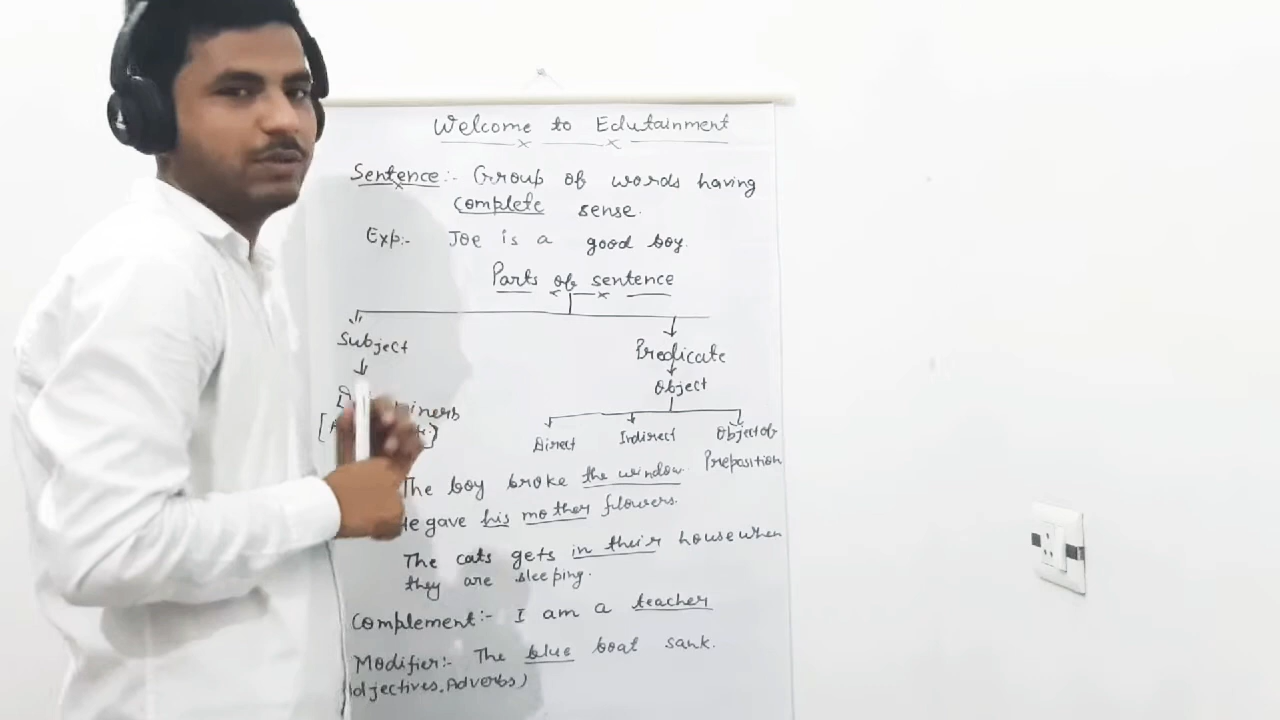 Welcome to Edutainment
Sentence:- Group of words having
complete sense.
Exp:- Joe is a good boy.
Parts of sentence
Subject
Predicate
Object
Direct Indirect Object of
Preposition
The boy broke the window.
gave his mother flowers.
The cats gets in their house when
they are sleeping.
Complement:- I am a teacher
Modifier:- The blue boat sank.
Adverbs)